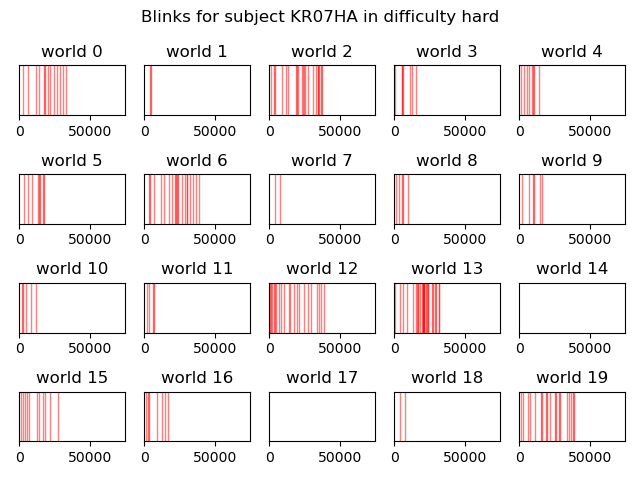 Blinks for subject KR07HA in difficulty hard
world 0 world 1 world 2 world 3 world 4
0 50000 0 50000 0 50000 0 50000 0 50000
world 5 world 6 world 7 world 8 world 9
0 50000 0 50000 0 50000 0 50000 0 50000
world 10 world 11 world 12 world 13 world 14
0 50000 0 50000 0 50000 0 50000 0 50000
world 15 world 16 world 17 world 18 world 19
0 50000 0 50000 0 50000 0 50000 0 50000